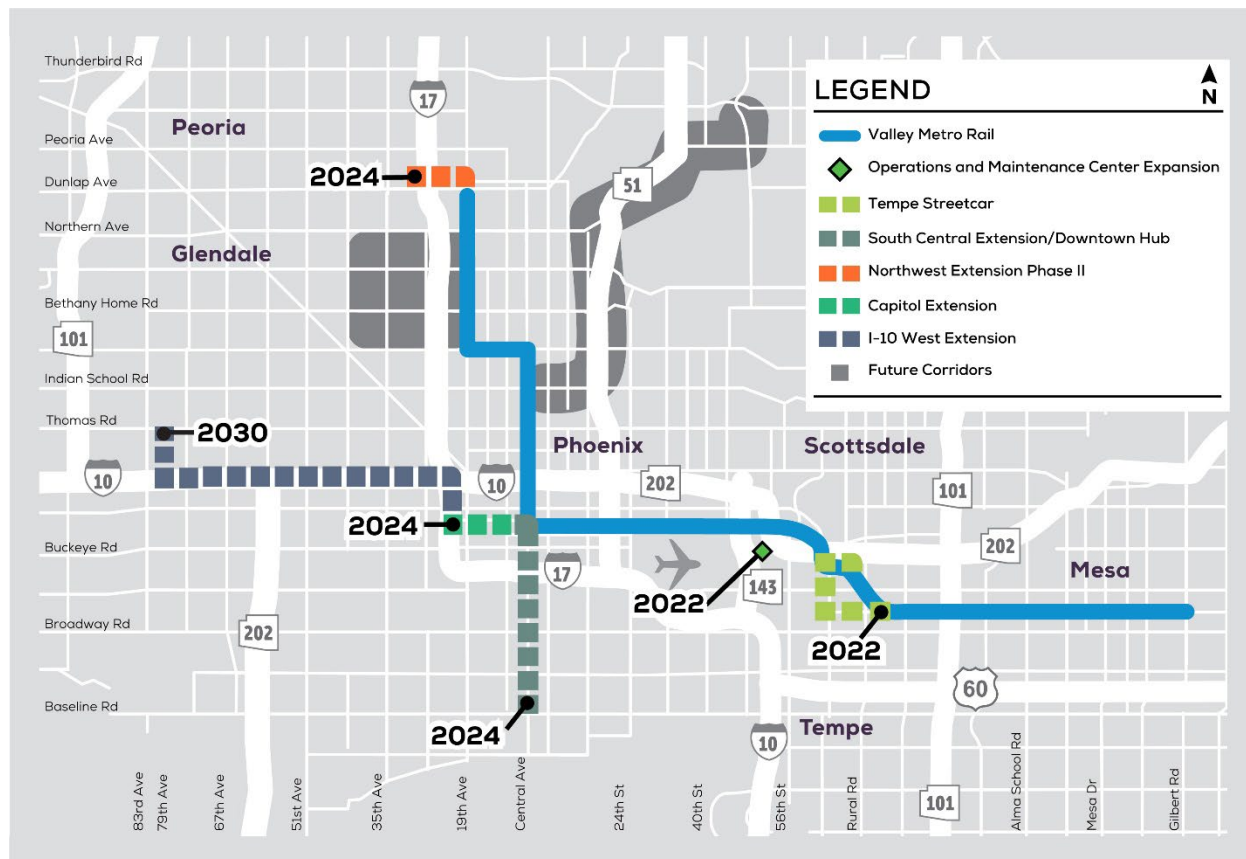 Thunderbird Rd
Peoria Ave
Dunlap Ave
Northern Ave
Bethany Home Rd
Indian School Rd
Thomas Rd
Buckeye Rd
Broadway Rd
Baseline Rd
Peoria
Glendale
Phoenix
Scottsdale
Mesa
Tempe
17
51
101
10
10
202
101
202
17
143
202
60
10
101
2024
2030
2024
2022
2022
2024
83rd Ave
79th Ave
67th Ave
51st Ave
35th Ave
19th Ave
Central Ave
24th St
40th St
56th St
Rural Rd
Alma School Rd
Mesa Dr
Gilbert Rd
LEGEND
N
Valley Metro Rail
Operations and Maintenance Center Expansion
Tempe Streetcar
South Central Extension/Downtown Hub
Northwest Extension Phase II
Capitol Extension
I-10 West Extension
Future Corridors